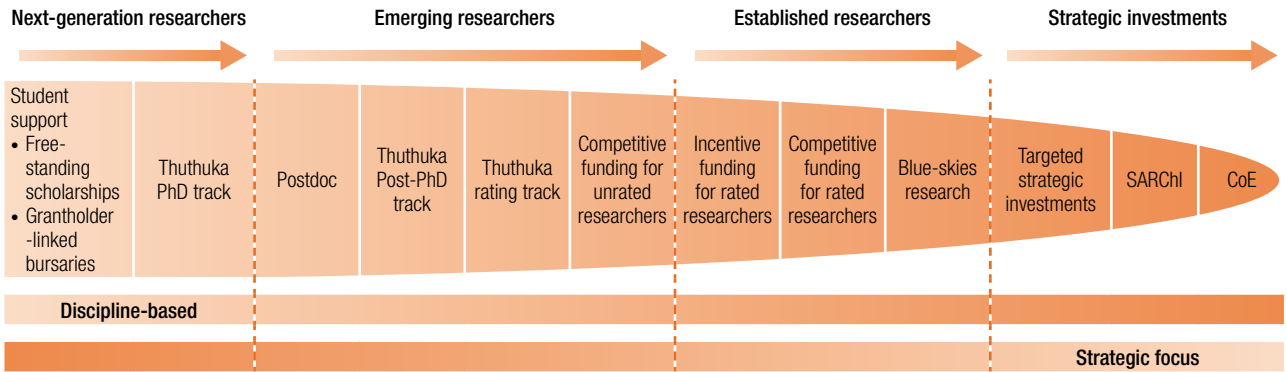 Next-generation researchers
Emerging researchers
Established researchers
Strategic investments
Student
support
• Free-
standing
scholarships
• Grantholder
-linked
bursaries
Thuthuka
PhD track
Postdoc
Thuthuka
Post-PhD
track
Thuthuka
rating track
Competitive
funding for
unrated
researchers
Incentive
funding
for rated
researchers
Competitive
funding
for rated
researchers
Blue-skies
research
Targeted
strategic
investments
SARChI
CoE
Discipline-based
Strategic focus